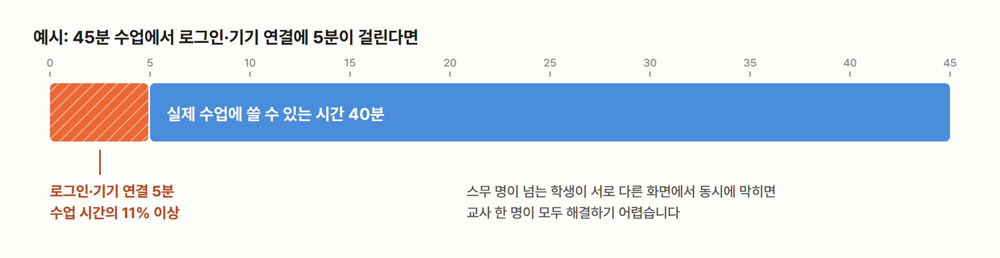 예시: 45분 수업에서 로그인·기기 연결에 5분이 걸린다면
0 5 10 15 20 25 30 35 40 45
실제 수업에 쓸 수 있는 시간 40분
로그인·기기 연결 5분
수업 시간의 11% 이상
스무 명이 넘는 학생이 서로 다른 화면에서 동시에 막히면
교사 한 명이 모두 해결하기 어렵습니다